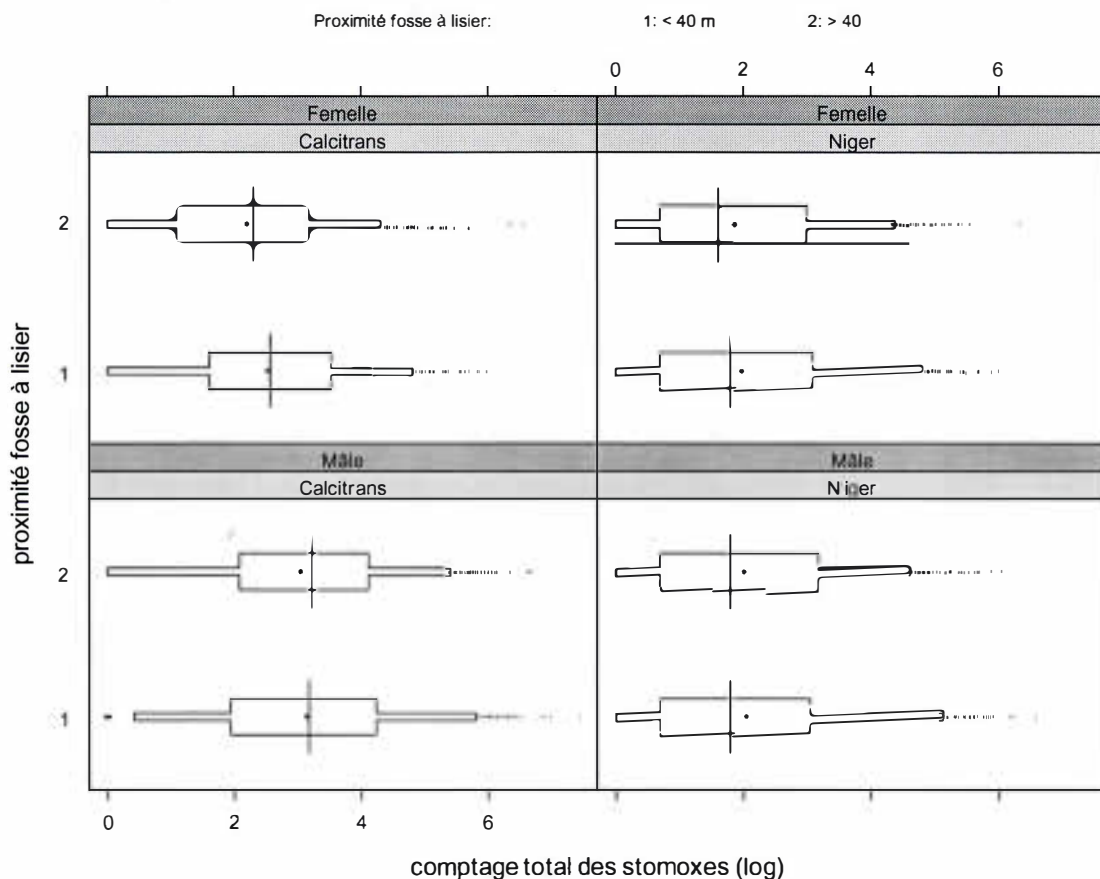 Proximité fosse à lisier: 1: < 40 m 2: > 40
0 2 4 6
Femelle Femelle
Calcitrans Niger
2
1
Mâle Mâle
Calcitrans Niger
2
1
proximité fosse à lisier
0 2 4 6
comptage total des stomoxes (log)